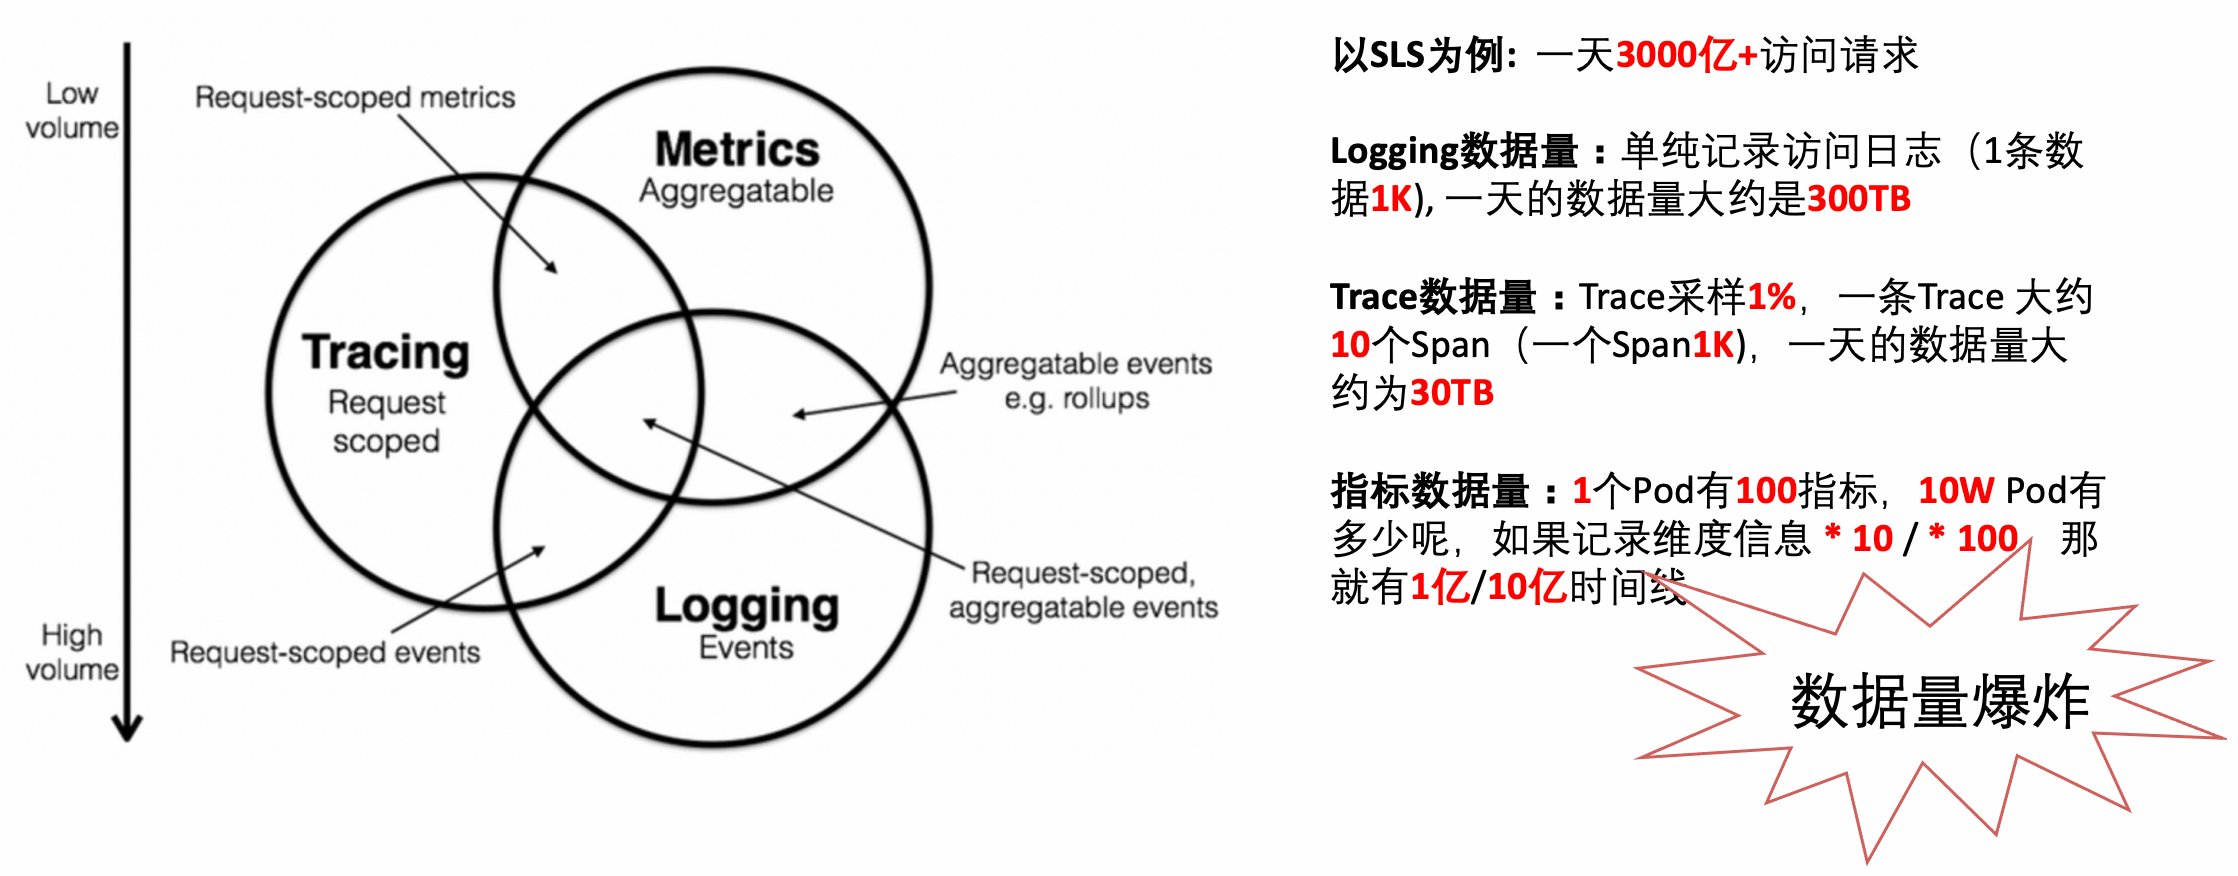 Low
volume
Request-scoped metrics
Metrics
Aggregatable
Tracing
Request
scoped
Aggregatable events
e.g. rollups
Request-scoped,
aggregatable events
Logging
Events
Request-scoped events
High
volume
以SLS为例: 一天3000亿+访问请求
Logging数据量：单纯记录访问日志（1条数
据1K), 一天的数据量大约是300TB
Trace数据量：Trace采样1%, 一条Trace 大约
10个Span（一个Span1K), 一天的数据量大
约为30TB
指标数据量：1个Pod有100指标, 10W Pod有
多少呢, 如果记录维度信息 * 10 / * 100, 那
就有1亿/10亿时间线
数据量爆炸